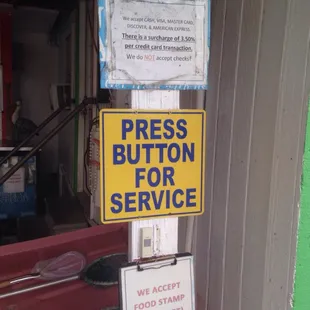 We accept CASH, VISA, MASTER CARD,
DISCOVER, & AMERICAN EXPRESS.
There is a surcharge of 3.50%
per credit card transaction.
We do NOT accept checks!
PRESS
BUTTON
FOR
SERVICE
WE ACCEPT
FOOD STAMP